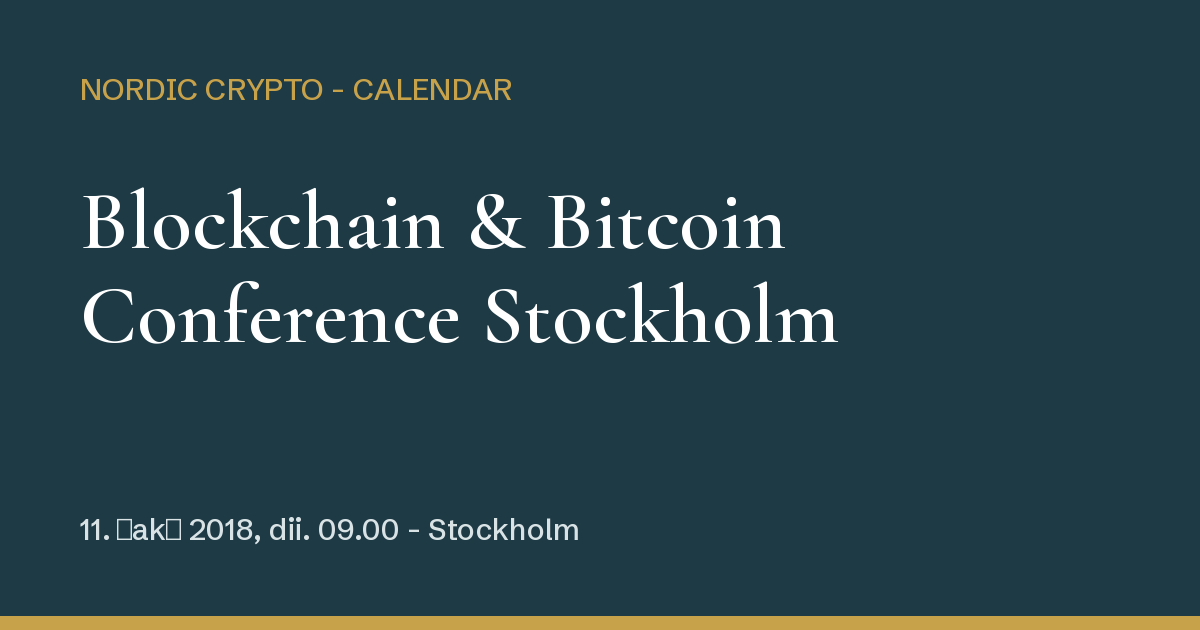 NORDIC CRYPTO - CALENDAR
Blockchain & Bitcoin
Conference Stockholm
11. 2018, dii. 09.00 - Stockholm